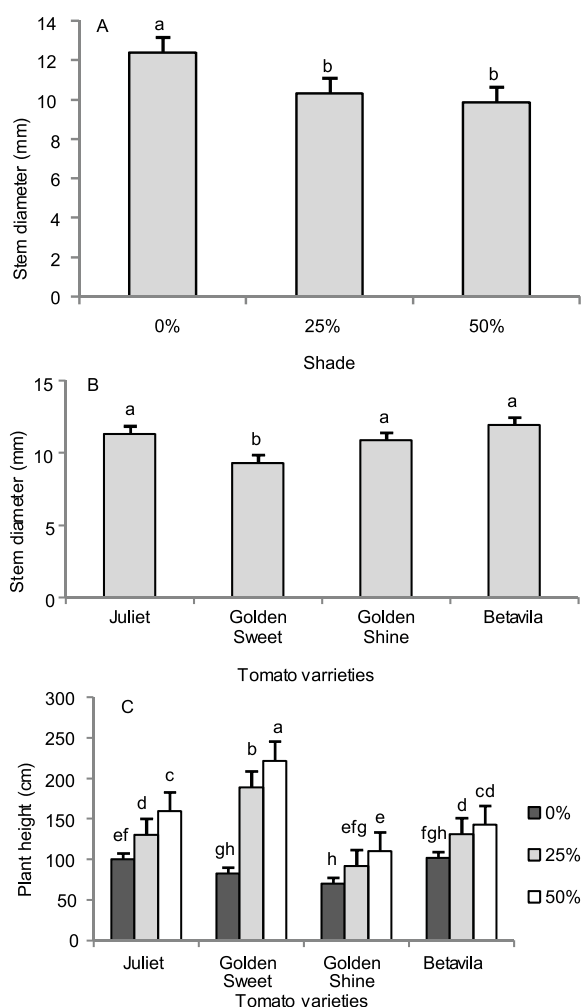 A
a
b
b
14
12
10
8
6
4
2
0
Stem diameter (mm)
0% 25% 50%
Shade
B
a
b
a
a
15
10
5
0
Stem diameter (mm)
Juliet Golden Sweet Golden Shine Betavila
Tomato varrieties
C
300
250
200
150
100
50
0
Plant height (cm)
ef d c
gh b a
h efg e
fgh d cd
0%
25%
50%
Juliet Golden Sweet Golden Shine Betavila
Tomato varieties